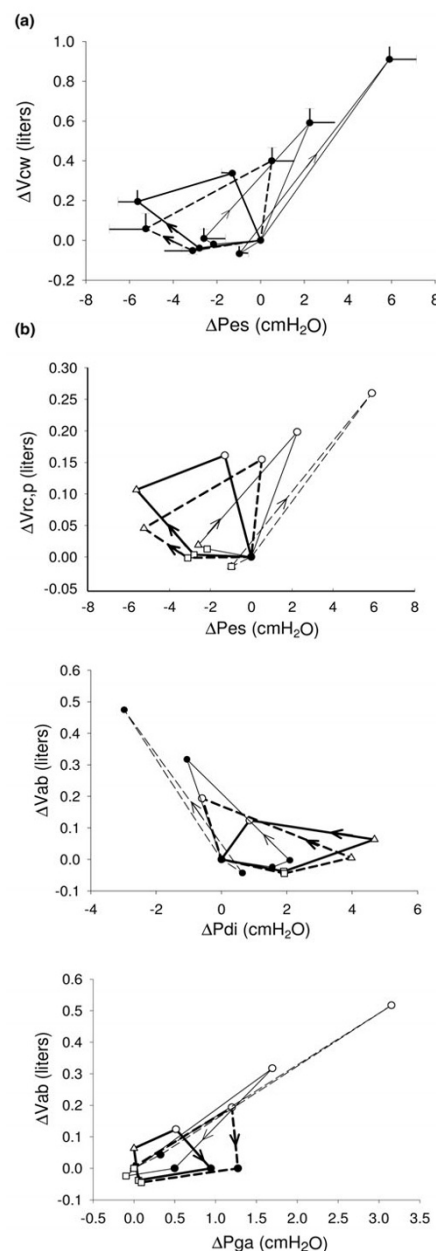 (a)
ΔVcw (liters)
1.0
0.8
0.6
0.4
0.2
0.0
-0.2
-8 -6 -4 -2 0 2 4 6 8
ΔPes (cmH₂O)
(b)
ΔVrc,p (liters)
0.30
0.25
0.20
0.15
0.10
0.05
0.00
-0.05
-8 -6 -4 -2 0 2 4 6 8
ΔPes (cmH₂O)
ΔVab (liters)
0.6
0.5
0.4
0.3
0.2
0.1
0.0
-0.1
-4 -2 0 2 4 6
ΔPdi (cmH₂O)
ΔVab (liters)
0.6
0.5
0.4
0.3
0.2
0.1
0.0
-0.1
-0.5 0.0 0.5 1.0 1.5 2.0 2.5 3.0 3.5
ΔPga (cmH₂O)